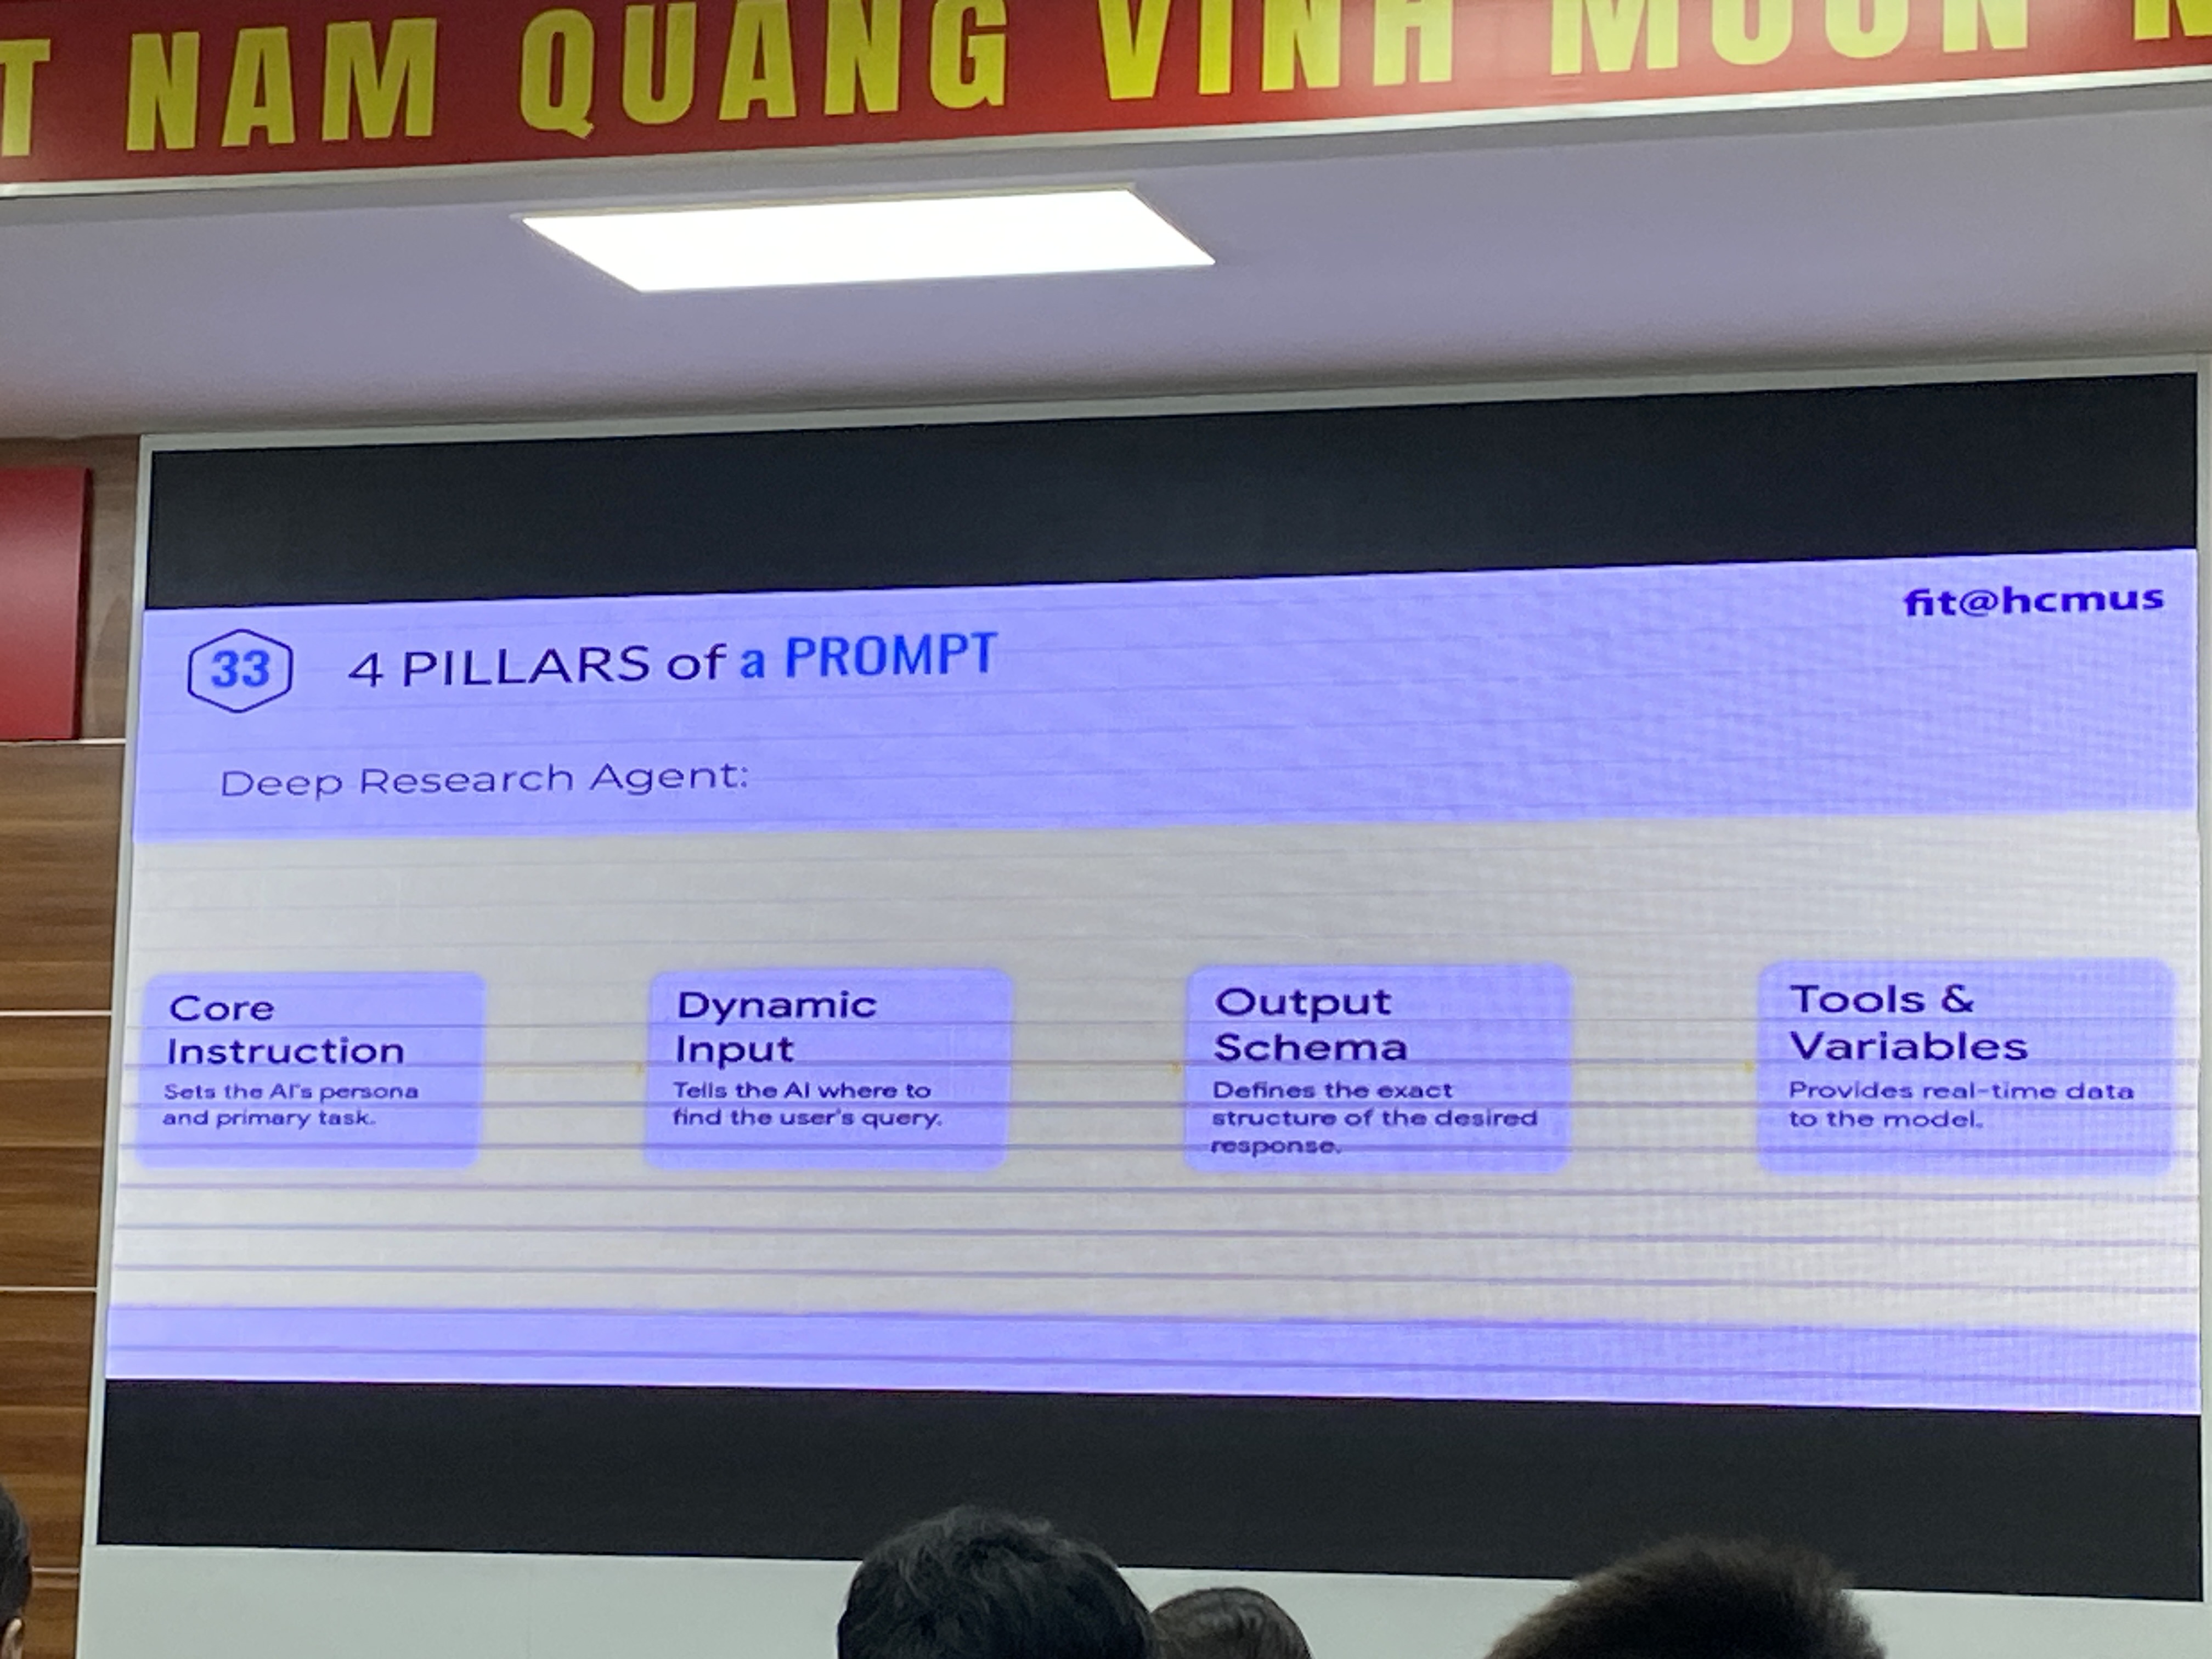 NAM QUANG VINH MUÔN
fit@hcmus
33
4 PILLARS of a PROMPT
Deep Research Agent:
Core
Instruction
Sets the AI's persona
and primary task.
Dynamic
Input
Tells the AI where to
find the user's query.
Output
Schema
Defines the exact
structure of the desired
response.
Tools &
Variables
Provides real-time data
to the model.